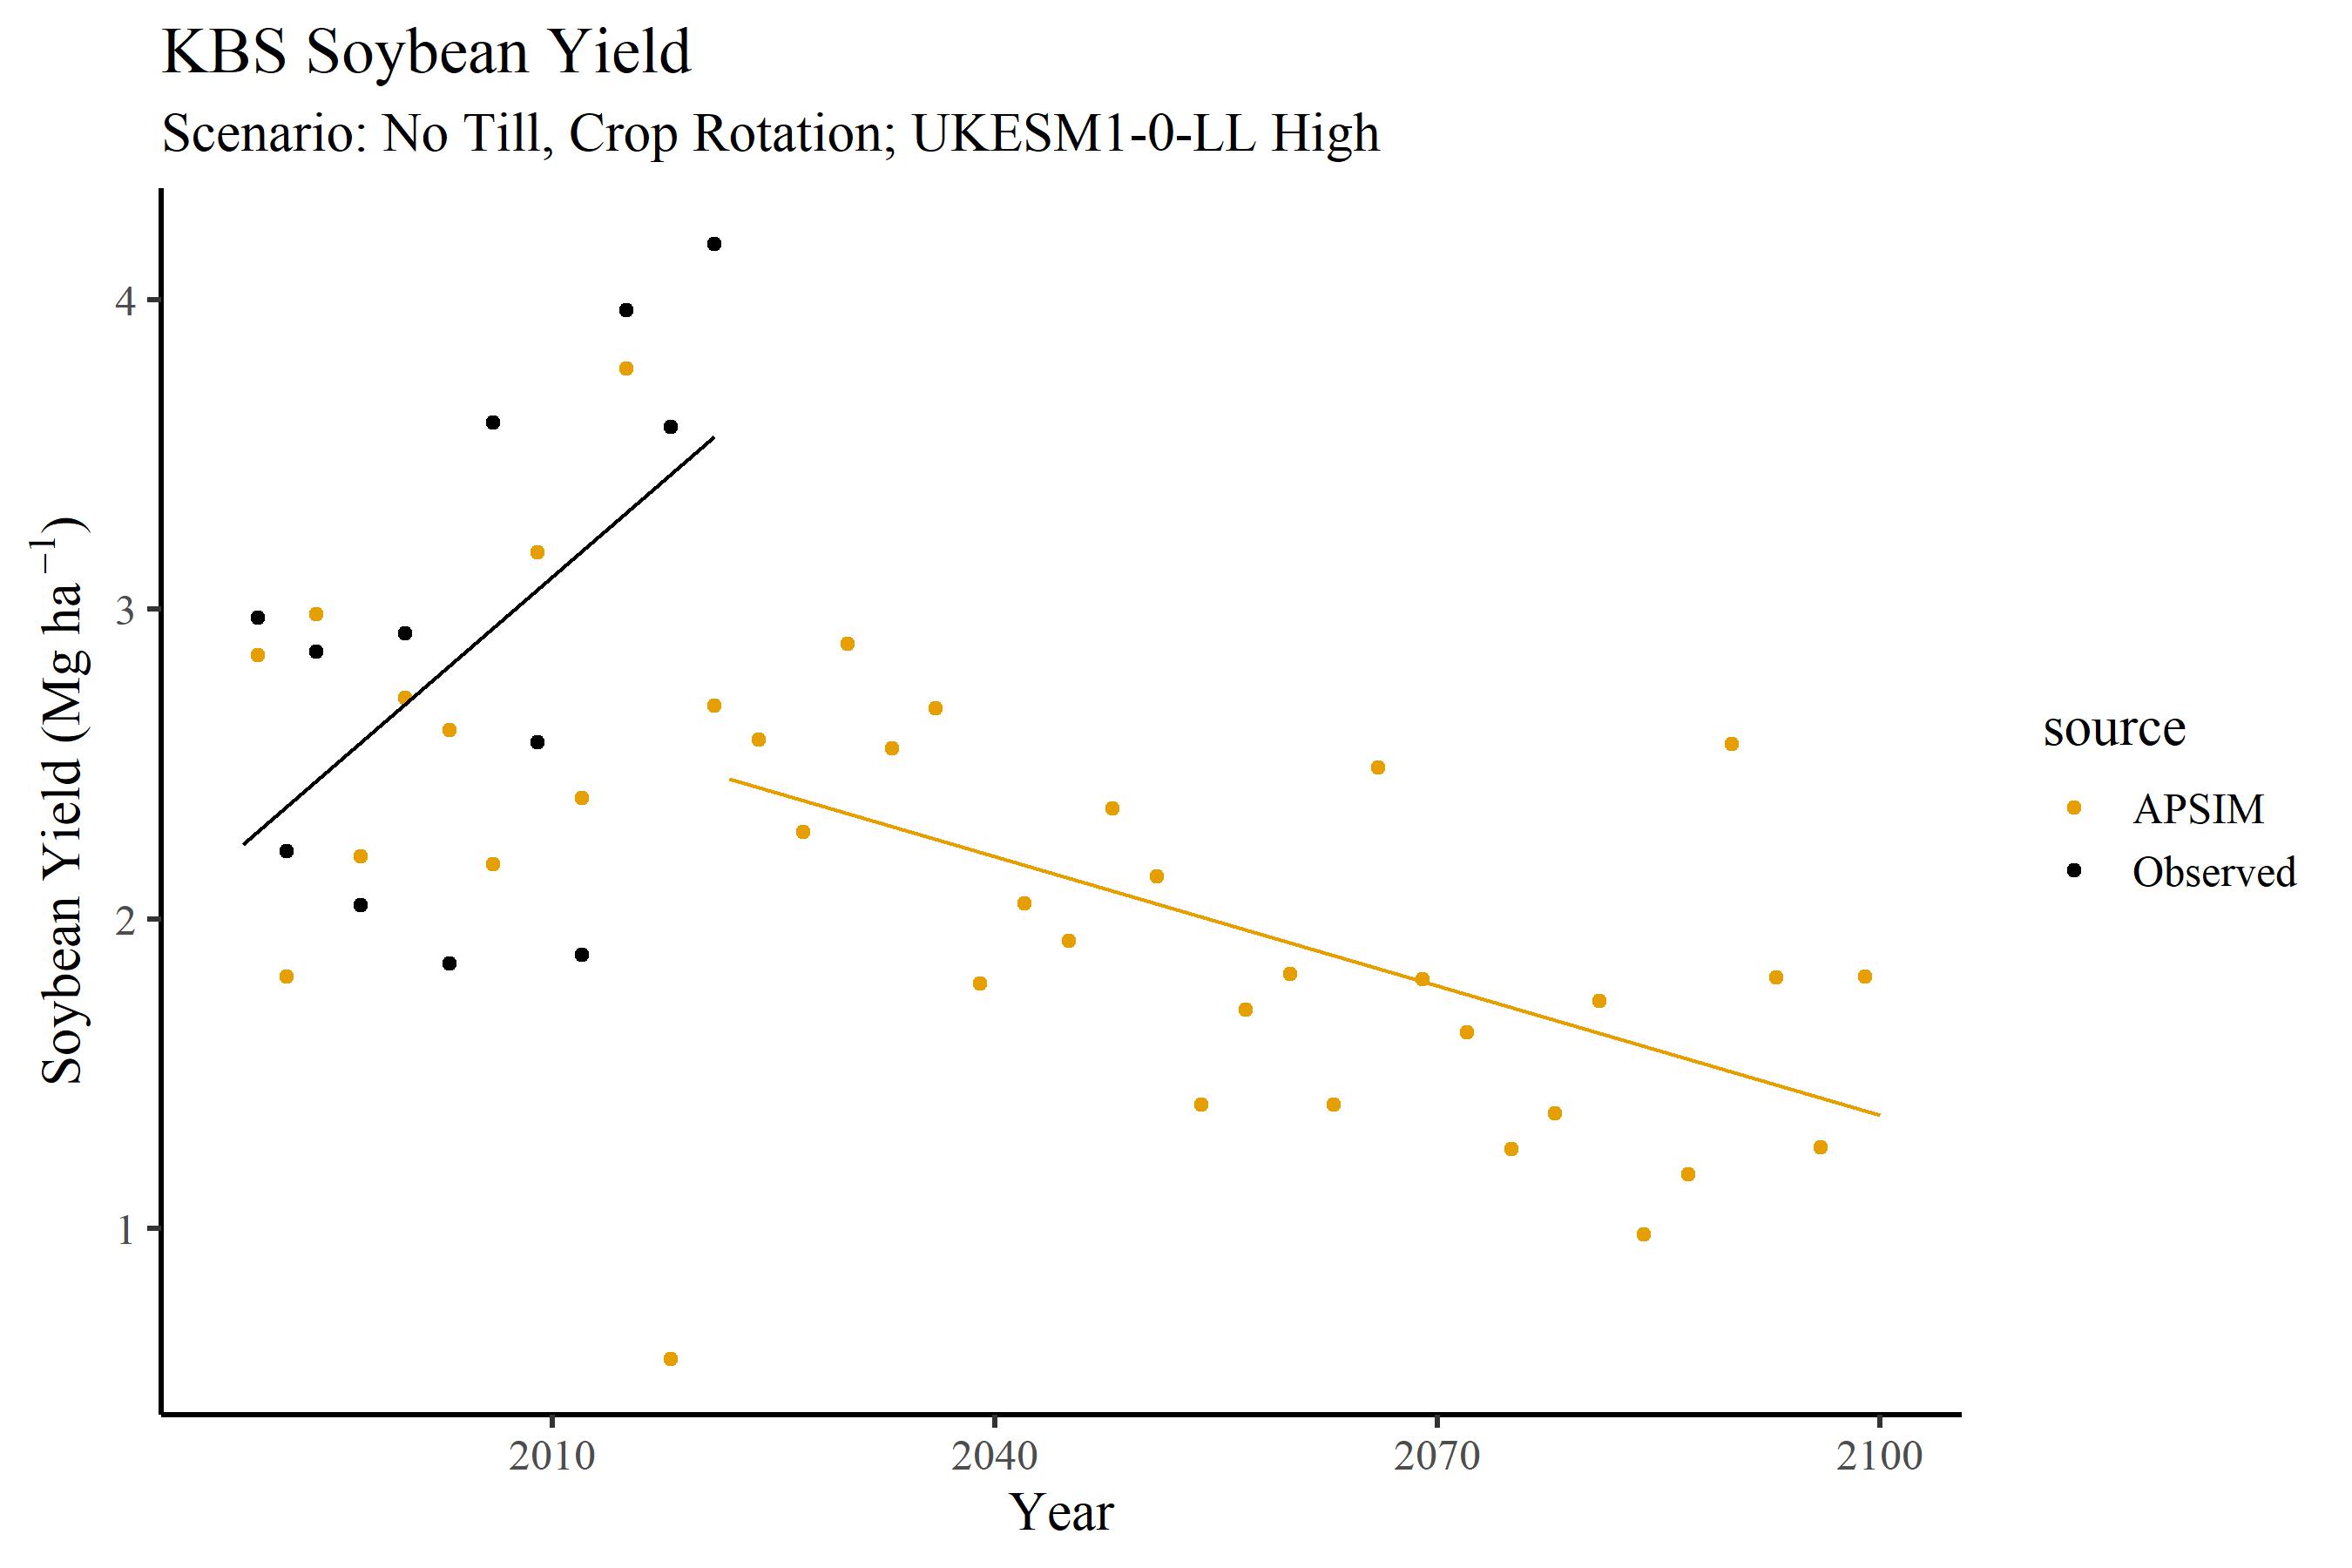 KBS Soybean Yield
Scenario: No Till, Crop Rotation; UKESM1-0-LL High
Soybean Yield (Mg ha⁻¹)
4
3
2
1
2010
2040
2070
2100
Year
source
APSIM
Observed